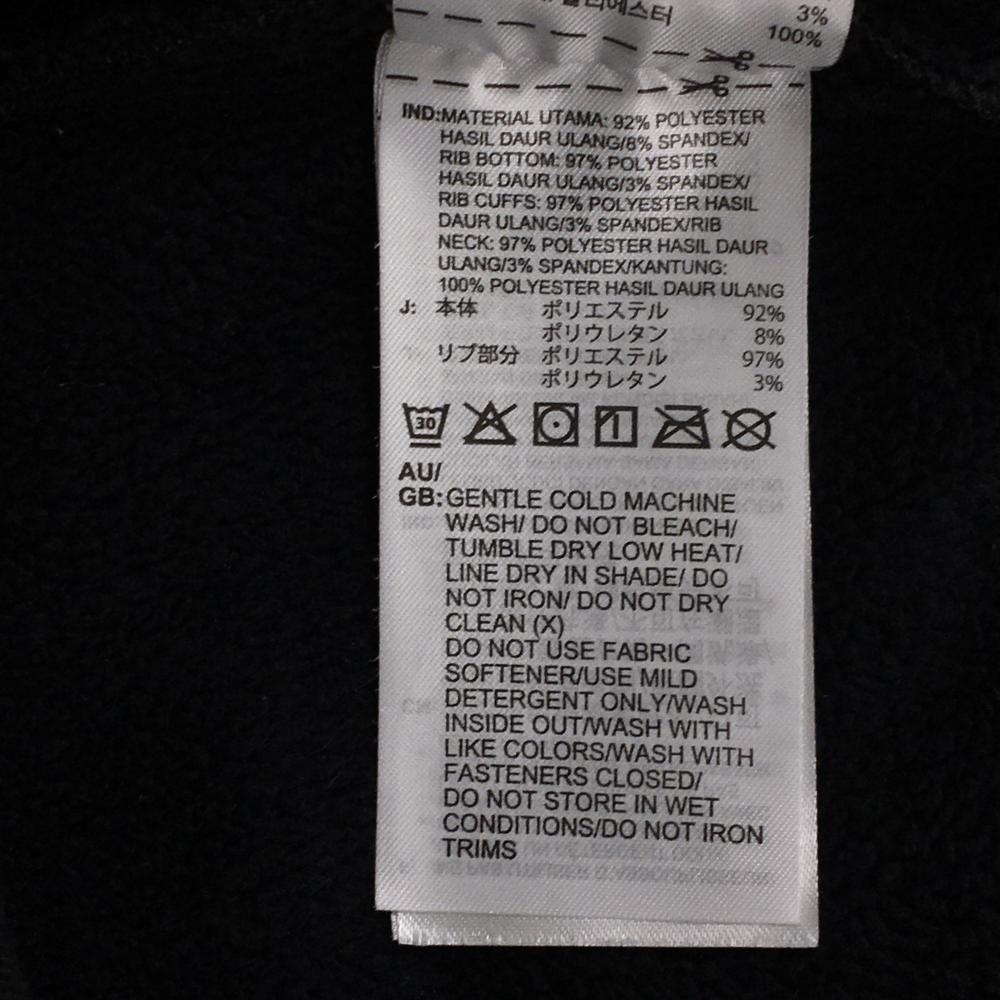 3%
100%
IND:MATERIAL UTAMA: 92% POLYESTER
HASIL DAUR ULANG/8% SPANDEX/
RIB BOTTOM: 97% POLYESTER
HASIL DAUR ULANG/3% SPANDEX/
RIB CUFFS: 97% POLYESTER HASIL
DAUR ULANG/3% SPANDEX/RIB
NECK: 97% POLYESTER HASIL DAUR
ULANG/3% SPANDEX/KANTUNG:
100% POLYESTER HASIL DAUR ULANG
J: 本体 ポリエステル 92%
ポリウレタン 8%
リブ部分 ポリエステル 97%
ポリウレタン 3%
30
AU/
GB:GENTLE COLD MACHINE
WASH/ DO NOT BLEACH/
TUMBLE DRY LOW HEAT/
LINE DRY IN SHADE/ DO
NOT IRON/ DO NOT DRY
CLEAN (X)
DO NOT USE FABRIC
SOFTENER/USE MILD
DETERGENT ONLY/WASH
INSIDE OUT/WASH WITH
LIKE COLORS/WASH WITH
FASTENERS CLOSED/
DO NOT STORE IN WET
CONDITIONS/DO NOT IRON
TRIMS